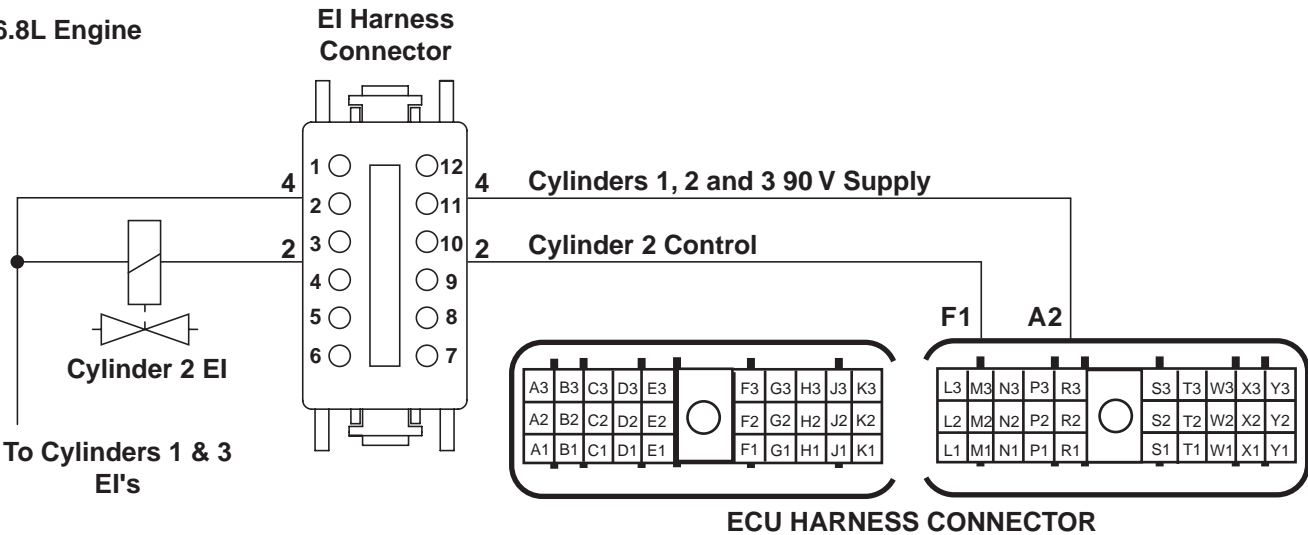 6.8L Engine
EI Harness
Connector
1 12
4 4 Cylinders 1, 2 and 3 90 V Supply
2 11
2 3 10 2 Cylinder 2 Control
4 9
5 8
6 7
F1 A2
Cylinder 2 EI
To Cylinders 1 & 3
EI's
A3 B3 C3 D3 E3 F3 G3 H3 J3 K3
A2 B2 C2 D2 E2 F2 G2 H2 J2 K2
A1 B1 C1 D1 E1 F1 G1 H1 J1 K1
L3 M3 N3 P3 R3 S3 T3 W3 X3 Y3
L2 M2 N2 P2 R2 S2 T2 W2 X2 Y2
L1 M1 N1 P1 R1 S1 T1 W1 X1 Y1
ECU HARNESS CONNECTOR